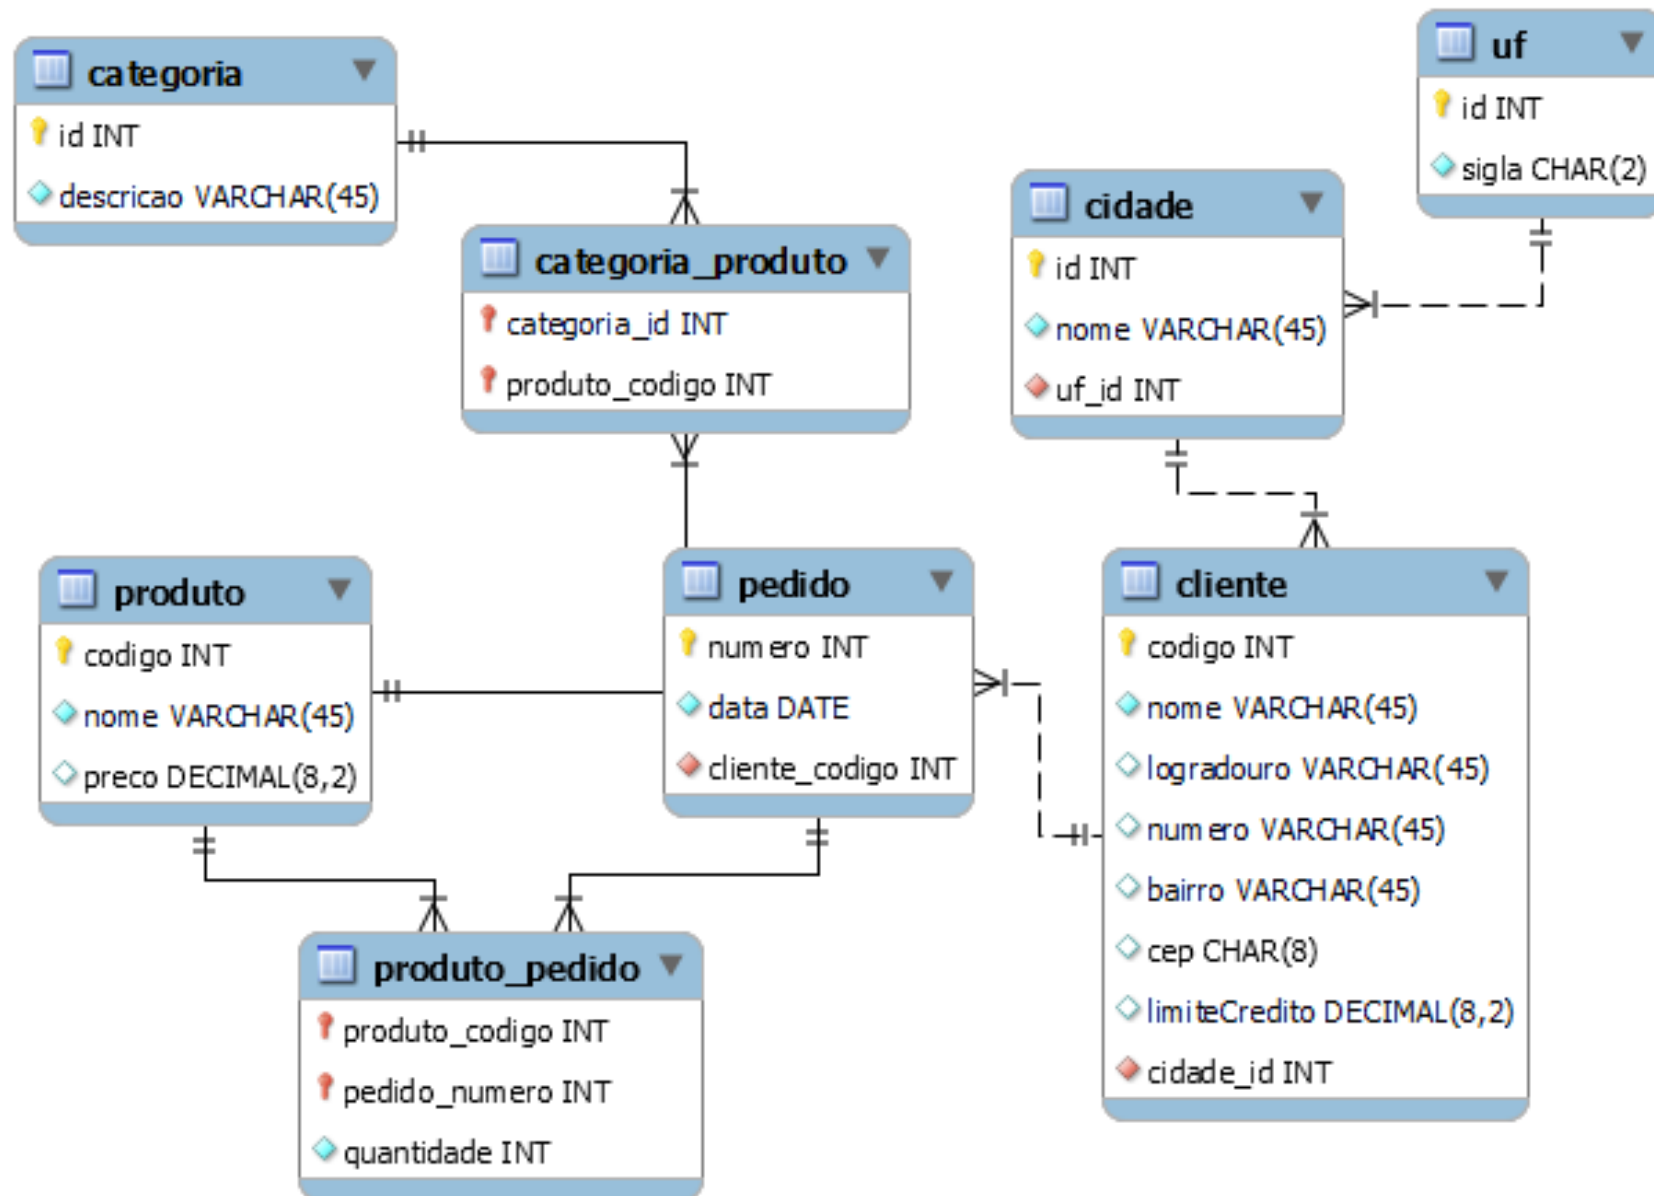 categoria
id INT
descricao VARCHAR(45)
uf
id INT
sigla CHAR(2)
cidade
id INT
nome VARCHAR(45)
uf_id INT
categoria_produto
categoria_id INT
produto_codigo INT
produto
codigo INT
nome VARCHAR(45)
preco DECIMAL(8,2)
pedido
numero INT
data DATE
cliente_codigo INT
cliente
codigo INT
nome VARCHAR(45)
logradouro VARCHAR(45)
numero VARCHAR(45)
bairro VARCHAR(45)
cep CHAR(8)
limiteCredito DECIMAL(8,2)
cidade_id INT
produto_pedido
produto_codigo INT
pedido_numero INT
quantidade INT